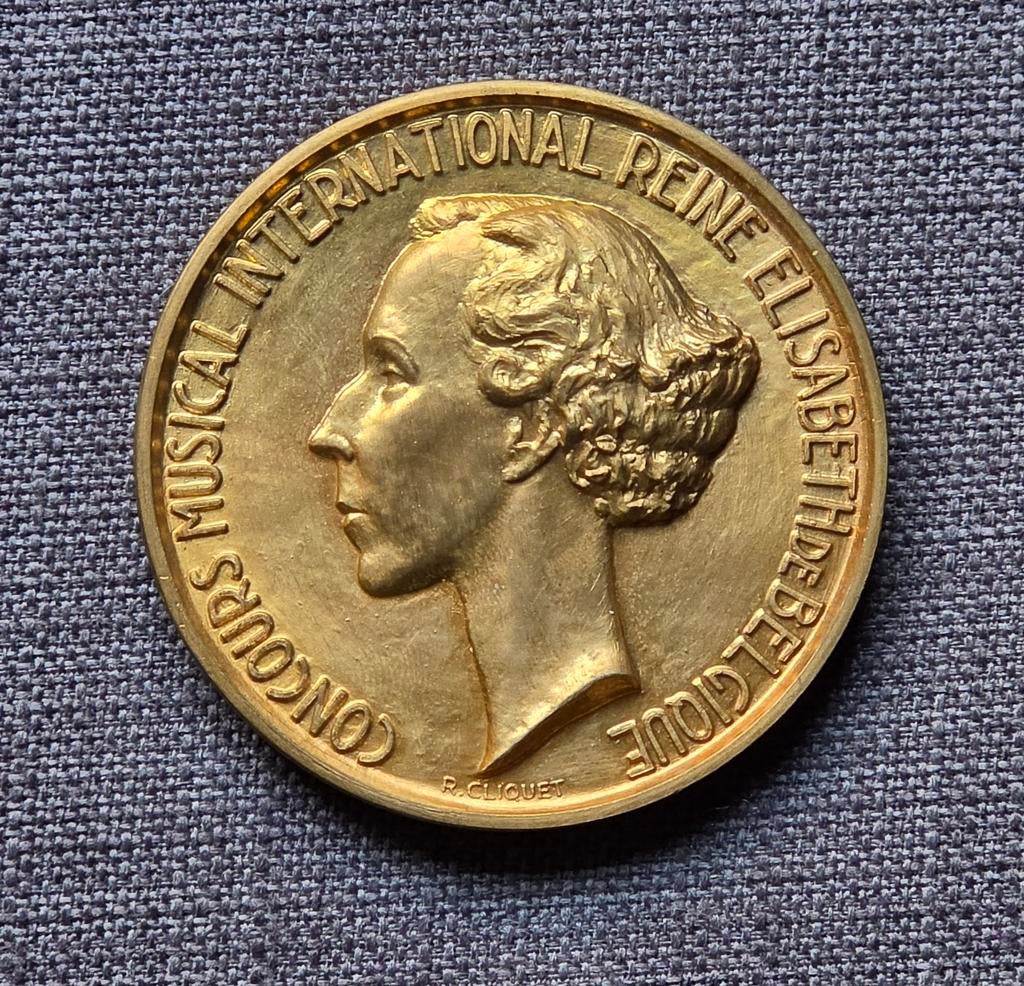 CONCOURS MUSICAL INTERNATIONAL REINE ELISABETH DE BELGIQUE
R. CLIQUET